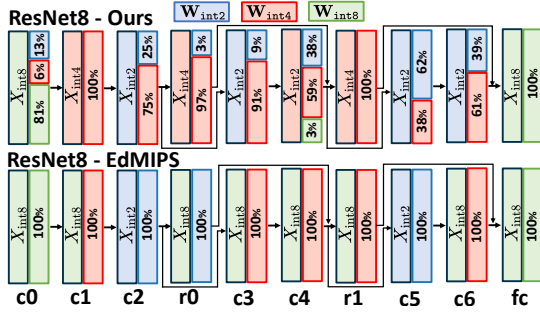 W_int2 W_int4 W_int8
ResNet8 - Ours
X_int8 13% 6% 81%
X_int4 100%
X_int2 25% 75%
X_int4 3% 97%
X_int2 9% 91%
X_int2 38% 59% 3%
X_int4 100%
X_int2 62% 38%
X_int2 39% 61%
X_int8 100%
ResNet8 - EdMIPS
X_int8 100%
X_int8 100%
X_int2 100%
X_int8 100%
X_int8 100%
X_int8 100%
X_int8 100%
X_int2 100%
X_int2 100%
X_int8 100%
c0 c1 c2 r0 c3 c4 r1 c5 c6 fc